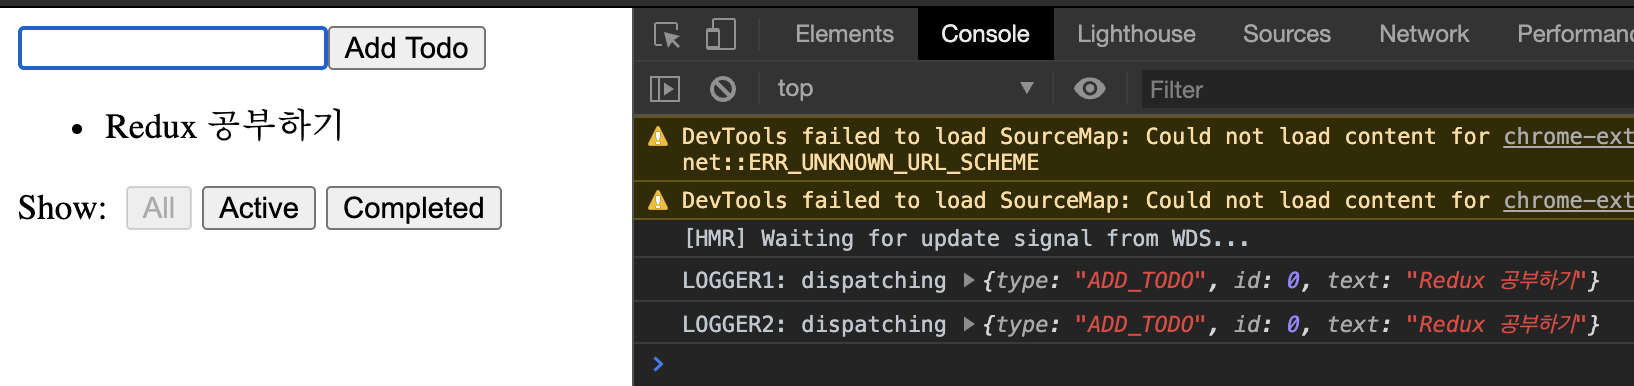 Add Todo
• Redux 공부하기
Show: All Active Completed
Elements Console Lighthouse Sources Network Performanc
top ▼ Filter
DevTools failed to load SourceMap: Could not load content for chrome-ext
net::ERR_UNKNOWN_URL_SCHEME
DevTools failed to load SourceMap: Could not load content for chrome-ext
[HMR] Waiting for update signal from WDS...
LOGGER1: dispatching ▶{type: "ADD_TODO", id: 0, text: "Redux 공부하기"}
LOGGER2: dispatching ▶{type: "ADD_TODO", id: 0, text: "Redux 공부하기"}
>